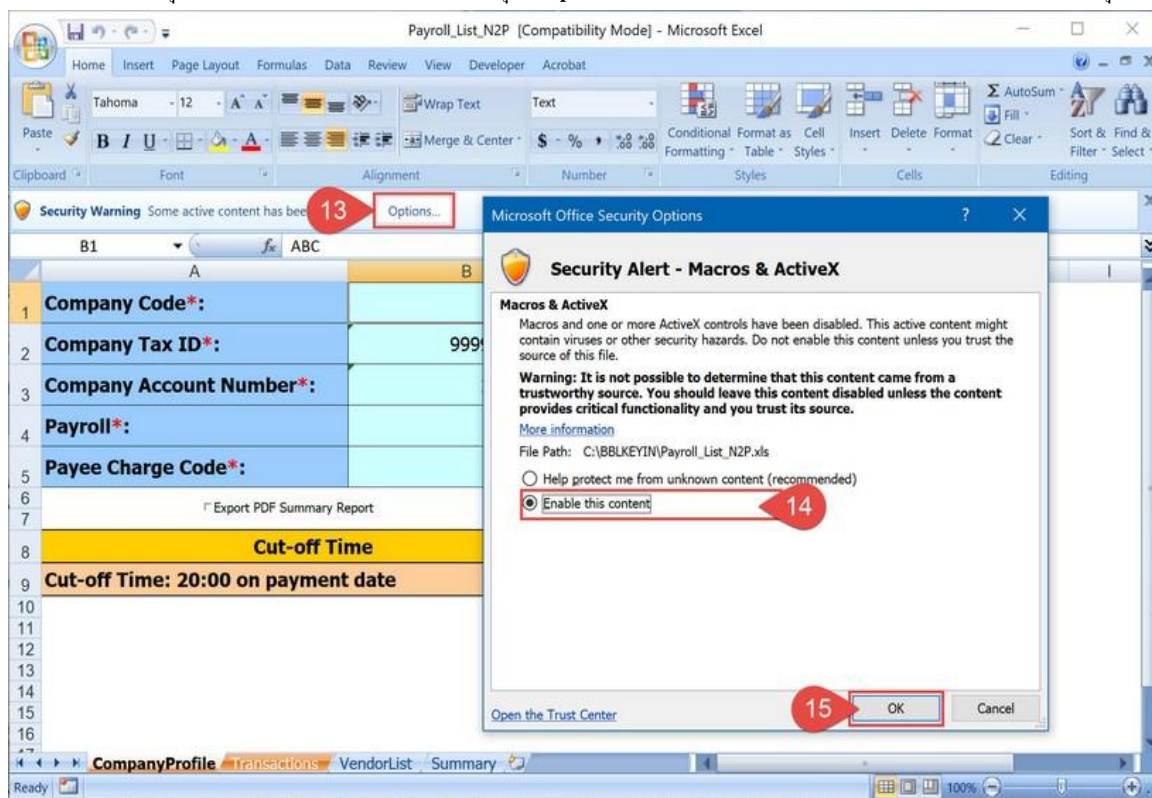 Payroll_List_N2P [Compatibility Mode] - Microsoft Excel
Home Insert Page Layout Formulas Data Review View Developer Acrobat
Paste
Tahoma 12 A A
Wrap Text
Text
B I U
A
Merge & Center
$ - % ,
Conditional Formatting
Format as Table
Cell Styles
Insert Delete Format
Σ AutoSum
Fill
Clear
Sort & Filter
Find & Select
Clipboard Font Alignment Number Styles Cells Editing
Security Warning Some active content has bee
13
Options...
B1 fx ABC
A B I
1 Company Code*:
2 Company Tax ID*: 999
3 Company Account Number*:
4 Payroll*:
5 Payee Charge Code*:
6
7 Export PDF Summary Report
8 Cut-off Time
9 Cut-off Time: 20:00 on payment date
10
11
12
13
14
15
16
Microsoft Office Security Options ? X
Security Alert - Macros & ActiveX
Macros & ActiveX
Macros and one or more ActiveX controls have been disabled. This active content might
contain viruses or other security hazards. Do not enable this content unless you trust the
source of this file.
Warning: It is not possible to determine that this content came from a
trustworthy source. You should leave this content disabled unless the content
provides critical functionality and you trust its source.
More information
File Path: C:\BBLKEYIN\Payroll_List_N2P.xls
Help protect me from unknown content (recommended)
Enable this content
14
Open the Trust Center
15
OK
Cancel
CompanyProfile Transactions VendorList Summary
Ready
100%